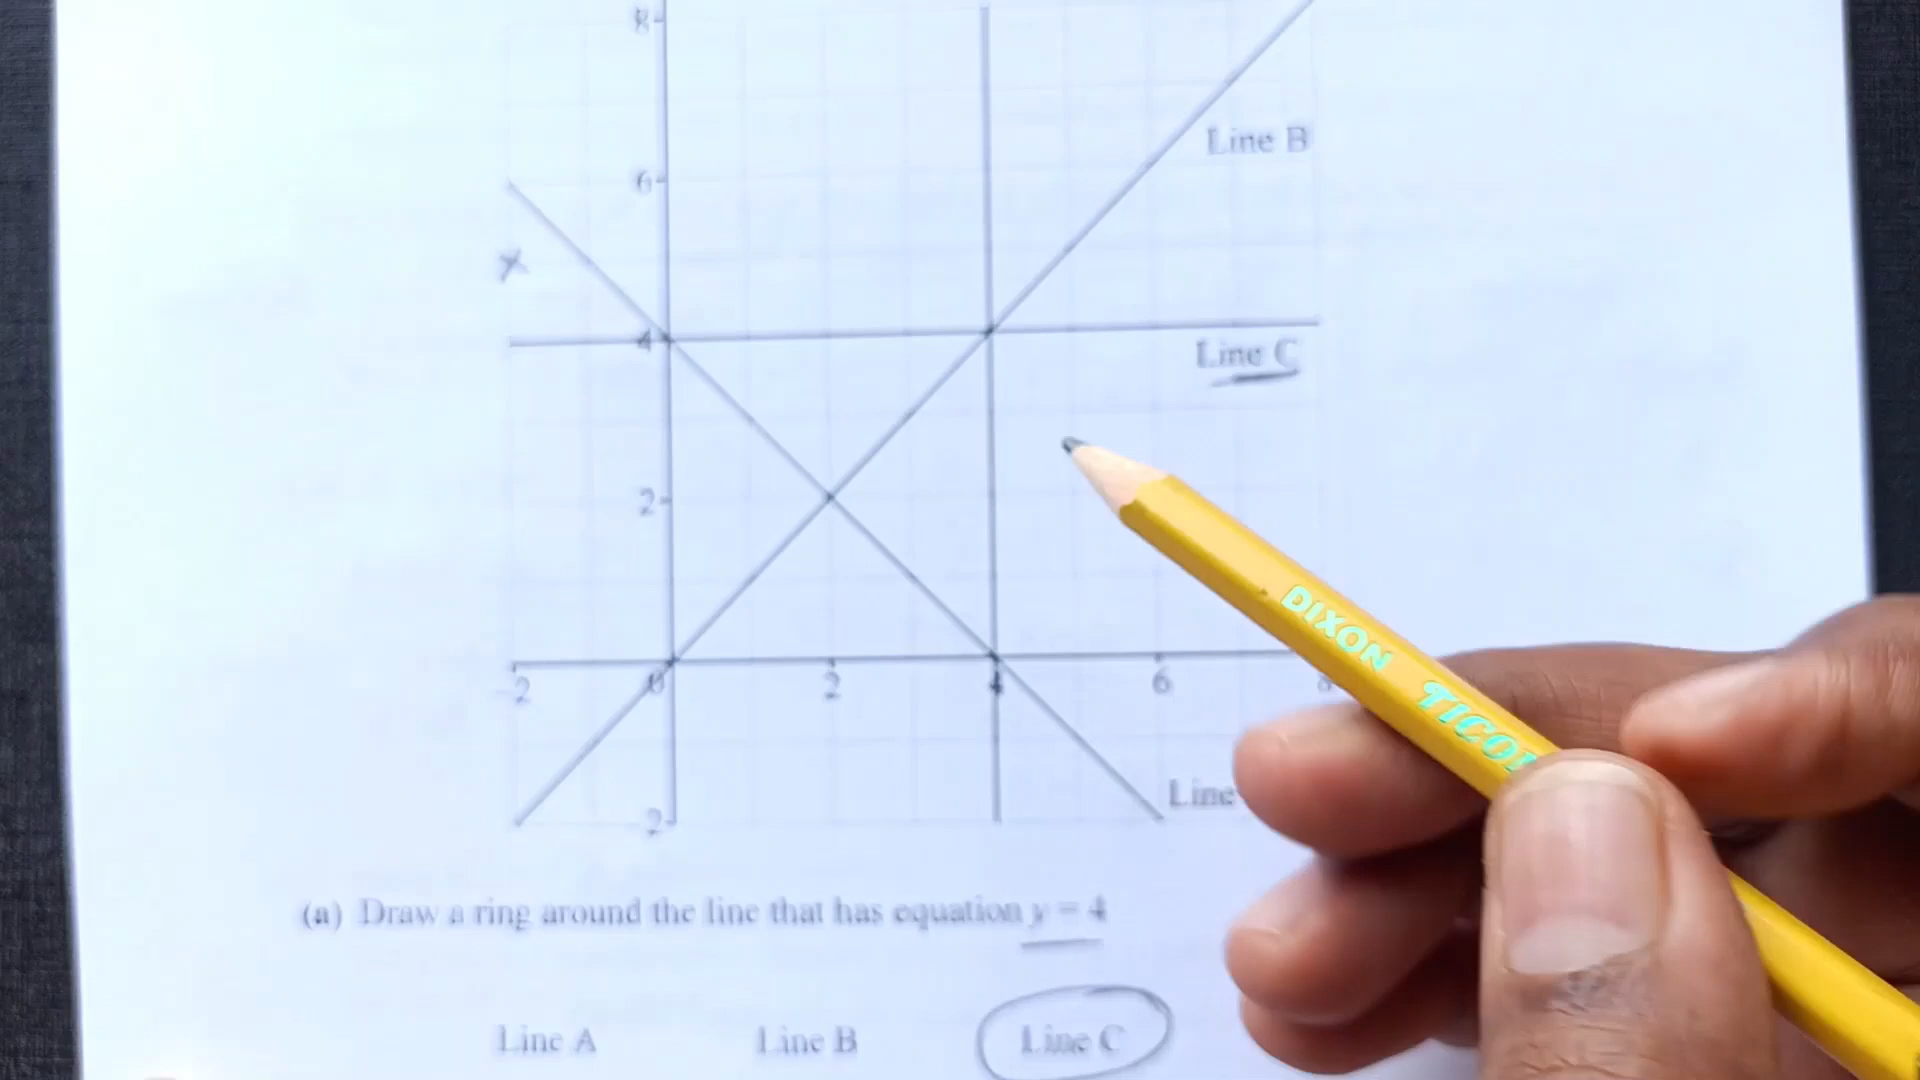 8
Line B
6
4
Line C
2
-2 0 2 4 6 8
Line
-2
DIXON
(a) Draw a ring around the line that has equation y = 4
Line A Line B Line C